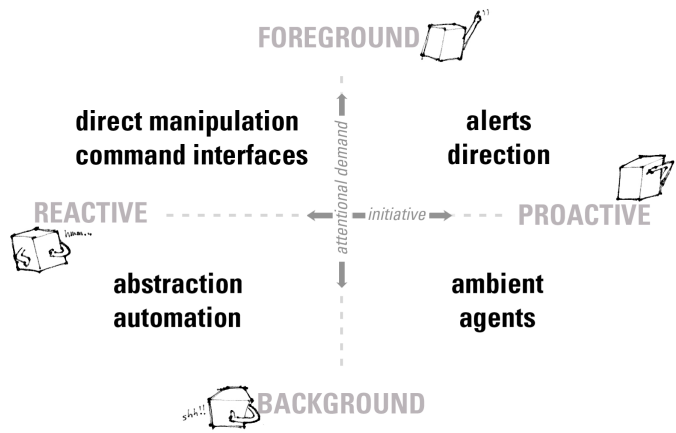 FOREGROUND
!!
direct manipulation
command interfaces
alerts
direction
attentional demand
REACTIVE
initiative
PROACTIVE
hmm...
abstraction
automation
ambient
agents
shh!!
BACKGROUND